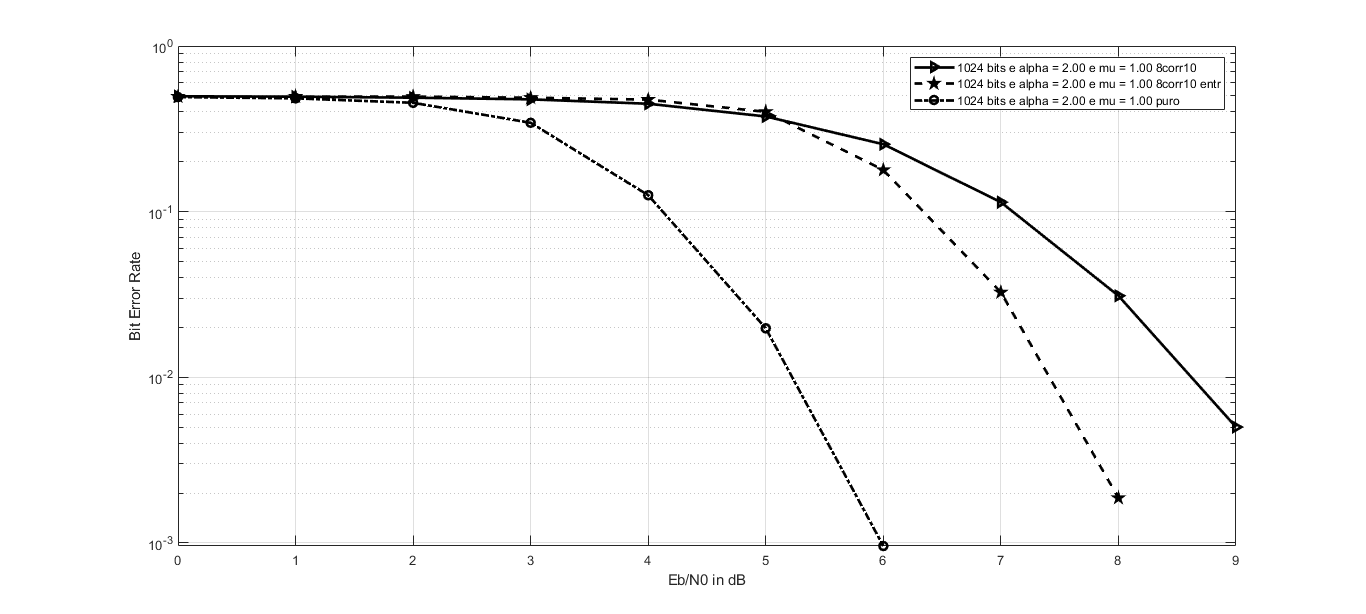 10^0
1024 bits e alpha = 2.00 e mu = 1.00 8corr10
1024 bits e alpha = 2.00 e mu = 1.00 8corr10 entr
1024 bits e alpha = 2.00 e mu = 1.00 puro
10^-1
Bit Error Rate
10^-2
10^-3
0 1 2 3 4 5 6 7 8 9
Eb/N0 in dB